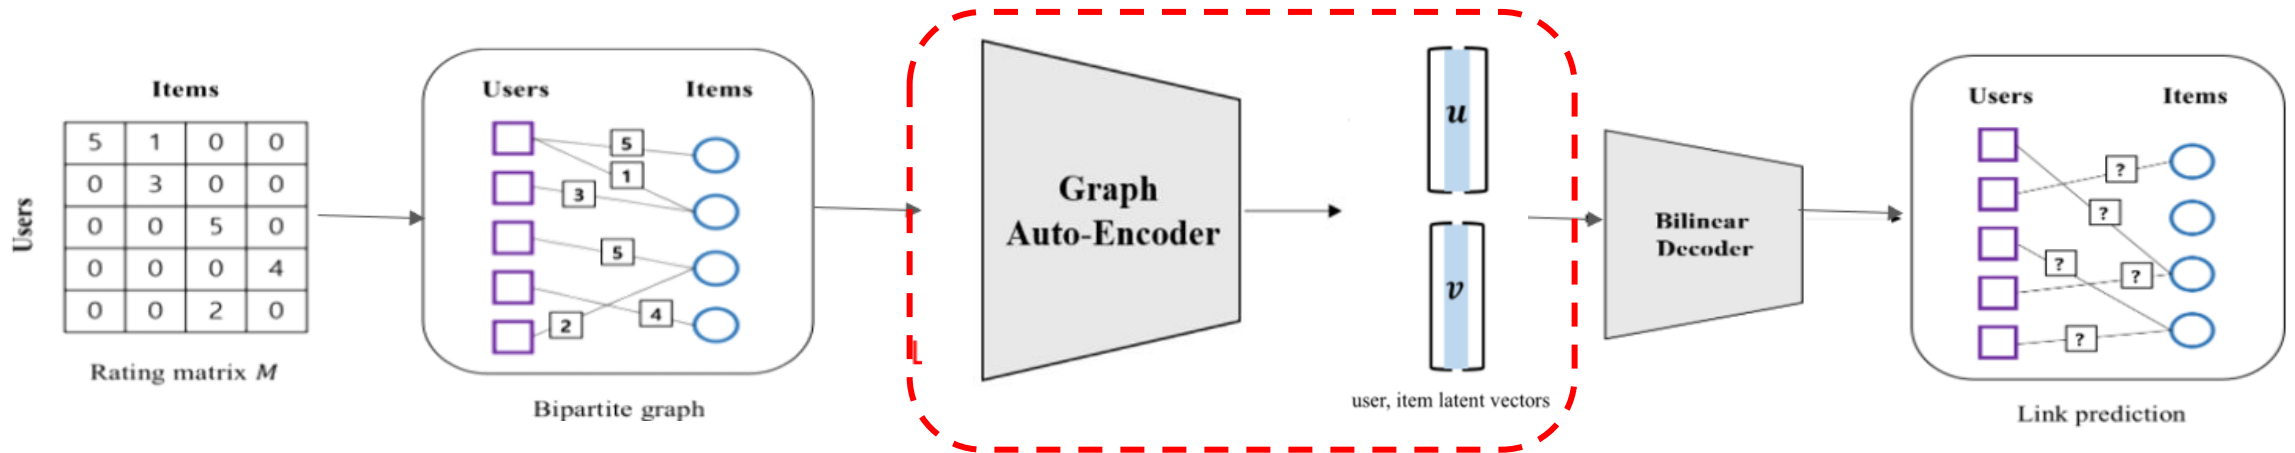 Items
Users
5 1 0 0
0 3 0 0
0 0 5 0
0 0 0 4
0 0 2 0
Rating matrix M
Users Items
5
1
3
5
4
2
Bipartite graph
Graph
Auto-Encoder
u
v
user, item latent vectors
Bilinear
Decoder
Users Items
?
?
?
?
?
Link prediction